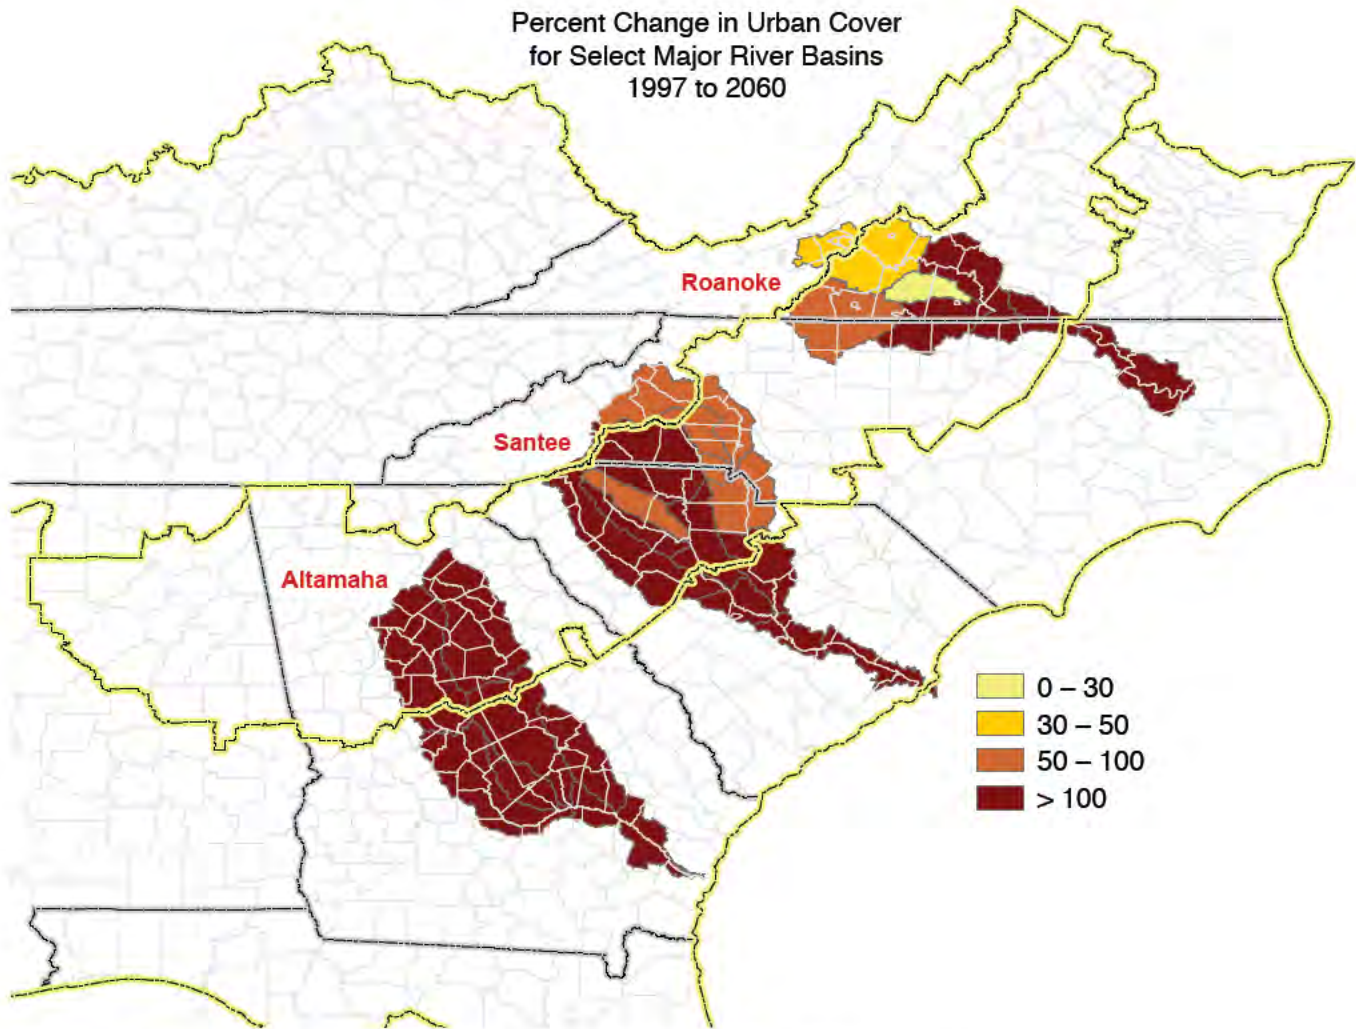 Percent Change in Urban Cover
for Select Major River Basins
1997 to 2060
Roanoke
Santee
Altamaha
0 – 30
30 – 50
50 – 100
> 100